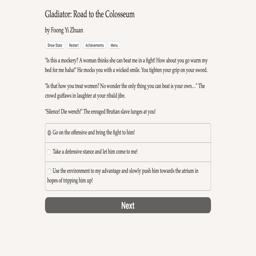 Gladiator: Road to the Colosseum
by Foong Yi Zhuan
Show Stats Restart Achievements Menu
"Is this a mockery? A woman thinks she can beat me in a fight! How about you go warm my
bed for me haha!" He mocks you with a wicked smile. You tighten your grip on your sword.
"Is that how you treat women? No wonder the only thing you can beat is your own..." The
crowd guffaws in laughter at your ribald jibe.
"Silence! Die wench!" The enraged Brutian slave lunges at you!
Go on the offensive and bring the fight to him!
Take a defensive stance and let him come to me!
Use the environment to my advantage and slowly push him towards the atrium in
hopes of tripping him up!
Next